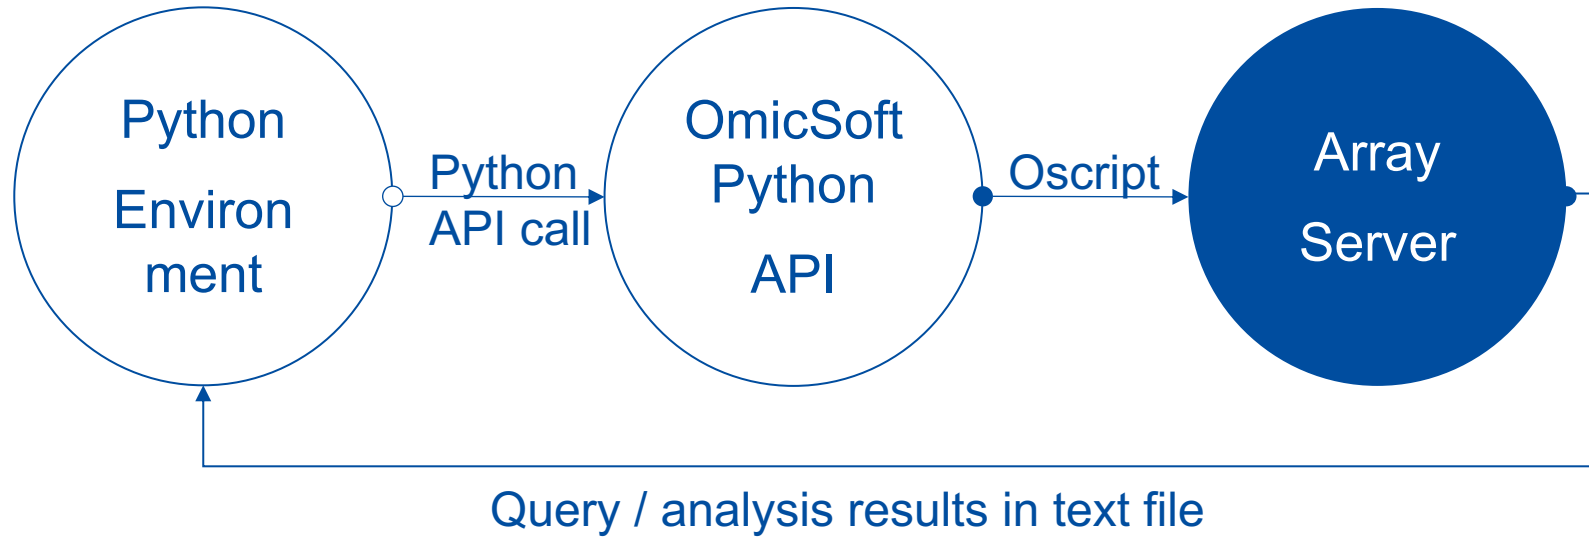 Python
Environ
ment
Python
API call
OmicSoft
Python
API
Oscript
Array
Server
Query / analysis results in text file